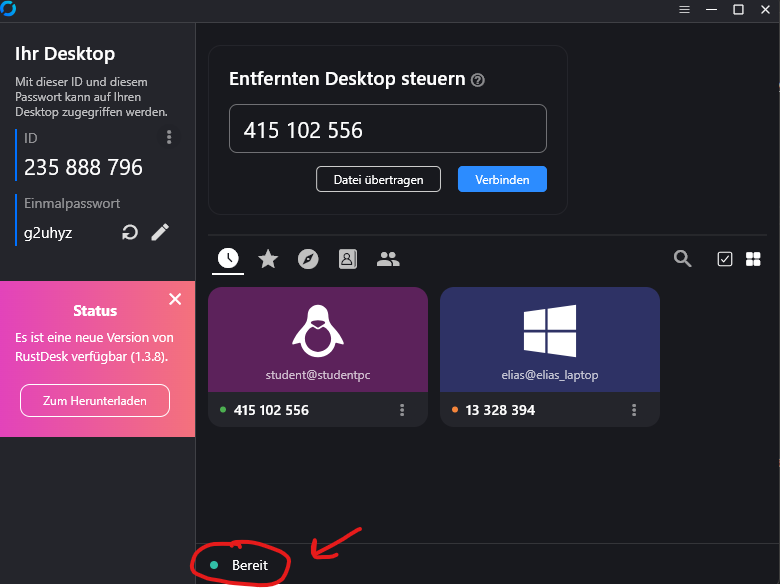 Ihr Desktop
Mit dieser ID und diesem
Passwort kann auf Ihren
Desktop zugegriffen werden.
ID
235 888 796
Einmalpasswort
g2uhyz
Status
Es ist eine neue Version von
RustDesk verfügbar (1.3.8).
Zum Herunterladen
Entfernten Desktop steuern
415 102 556
Datei übertragen
Verbinden
student@studentpc
415 102 556
elias@elias_laptop
13 328 394
Bereit